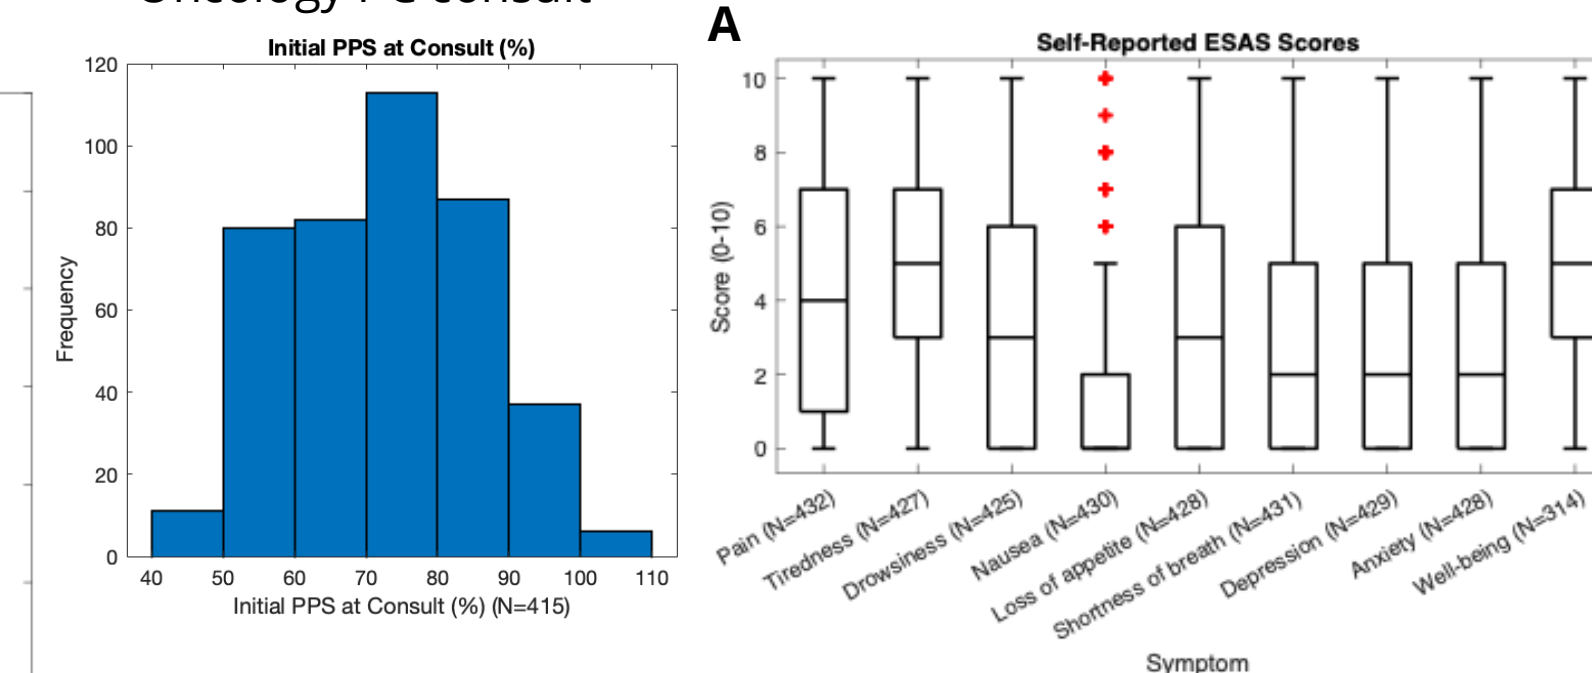 Oncology PC consult
Initial PPS at Consult (%)
120
100
80
60
40
20
0
Frequency
40 50 60 70 80 90 100 110
Initial PPS at Consult (%) (N=415)
A
Self-Reported ESAS Scores
10
8
6
4
2
0
Score (0-10)
Pain (N=432)
Tiredness (N=427)
Drowsiness (N=425)
Nausea (N=430)
Loss of appetite (N=428)
Shortness of breath (N=431)
Depression (N=429)
Anxiety (N=428)
Well-being (N=314)
Symptom